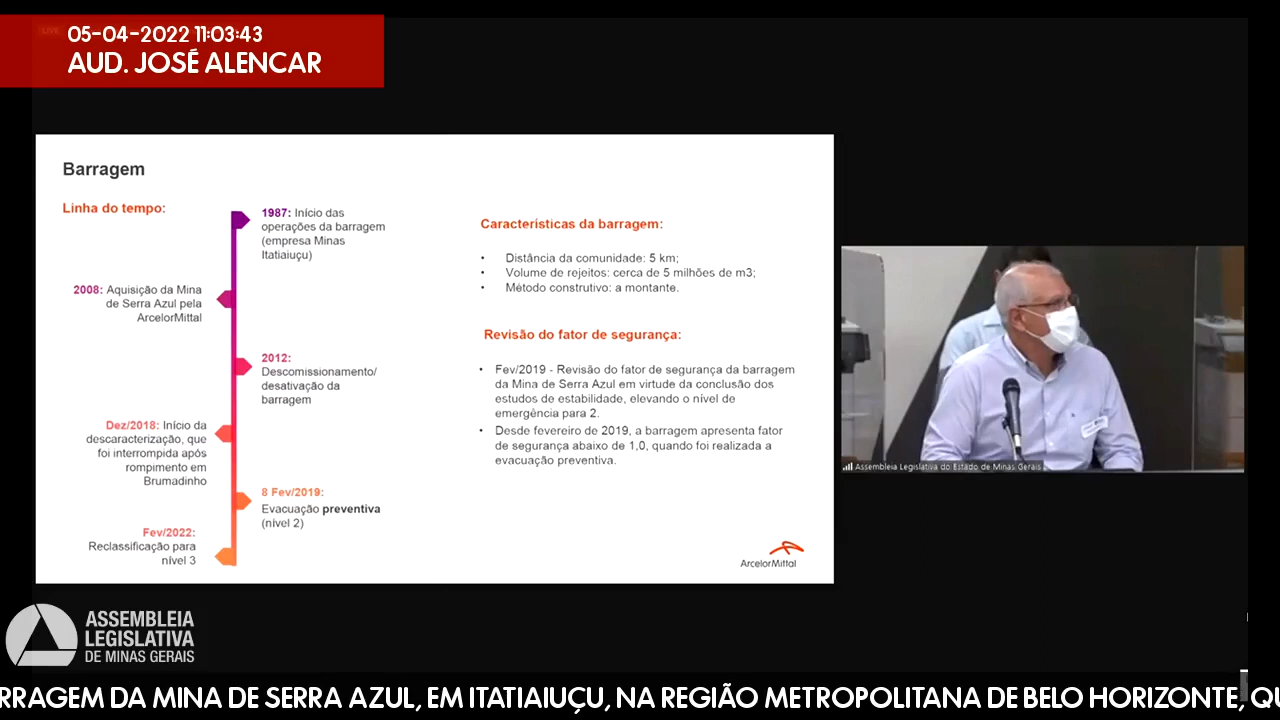 05-04-2022 11:03:43
AUD. JOSÉ ALENCAR
Barragem
Linha do tempo:
1987: Início das
operações da barragem
(empresa Minas
Itatiaiuçu)
2008: Aquisição da Mina
de Serra Azul pela
ArcelorMittal
2012:
Descomissionamento/
desativação da
barragem
Dez/2018: Início da
descaracterização, que
foi interrompida após
rompimento em
Brumadinho
8 Fev/2019:
Evacuação preventiva
(nível 2)
Fev/2022:
Reclassificação para
nível 3
Características da barragem:
• Distância da comunidade: 5 km;
• Volume de rejeitos: cerca de 5 milhões de m3;
• Método construtivo: a montante.
Revisão do fator de segurança:
• Fev/2019 - Revisão do fator de segurança da barragem
da Mina de Serra Azul em virtude da conclusão dos
estudos de estabilidade, elevando o nível de
emergência para 2.
• Desde fevereiro de 2019, a barragem apresenta fator
de segurança abaixo de 1,0, quando foi realizada a
evacuação preventiva.
ArcelorMittal
Assembleia Legislativa do Estado de Minas Gerais
ASSEMBLEIA
LEGISLATIVA
DE MINAS GERAIS
RRAGEM DA MINA DE SERRA AZUL, EM ITATIAIUÇU, NA REGIÃO METROPOLITANA DE BELO HORIZONTE, QU